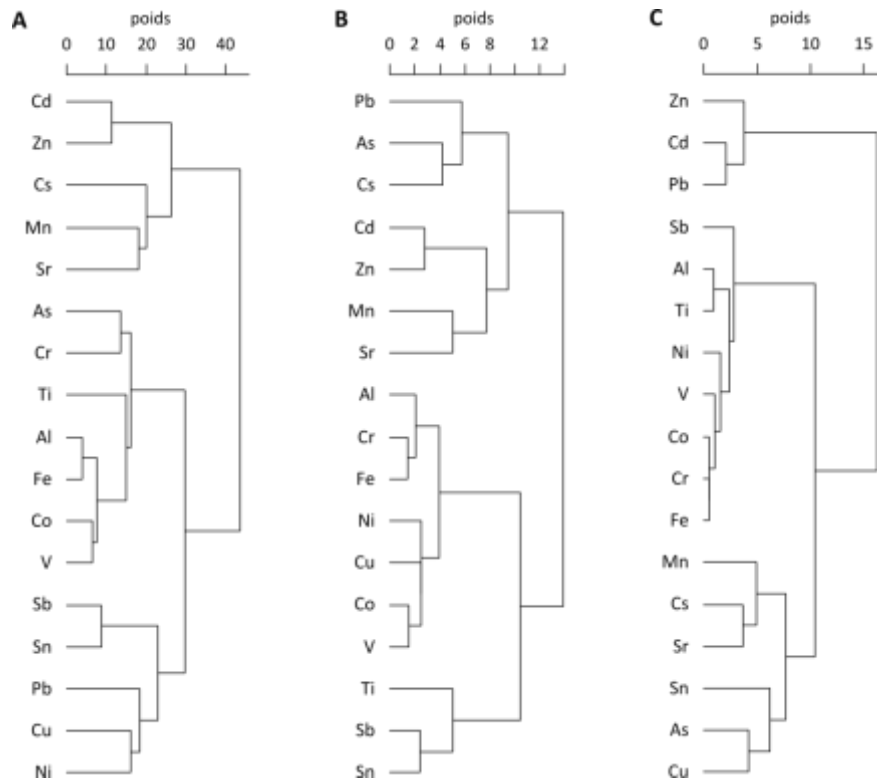 A poids
0 10 20 30 40
Cd
Zn
Cs
Mn
Sr
As
Cr
Ti
Al
Fe
Co
V
Sb
Sn
Pb
Cu
Ni
B poids
0 2 4 6 8 12
Pb
As
Cs
Cd
Zn
Mn
Sr
Al
Cr
Fe
Ni
Cu
Co
V
Ti
Sb
Sn
C poids
0 5 10 15
Zn
Cd
Pb
Sb
Al
Ti
Ni
V
Co
Cr
Fe
Mn
Cs
Sr
Sn
As
Cu